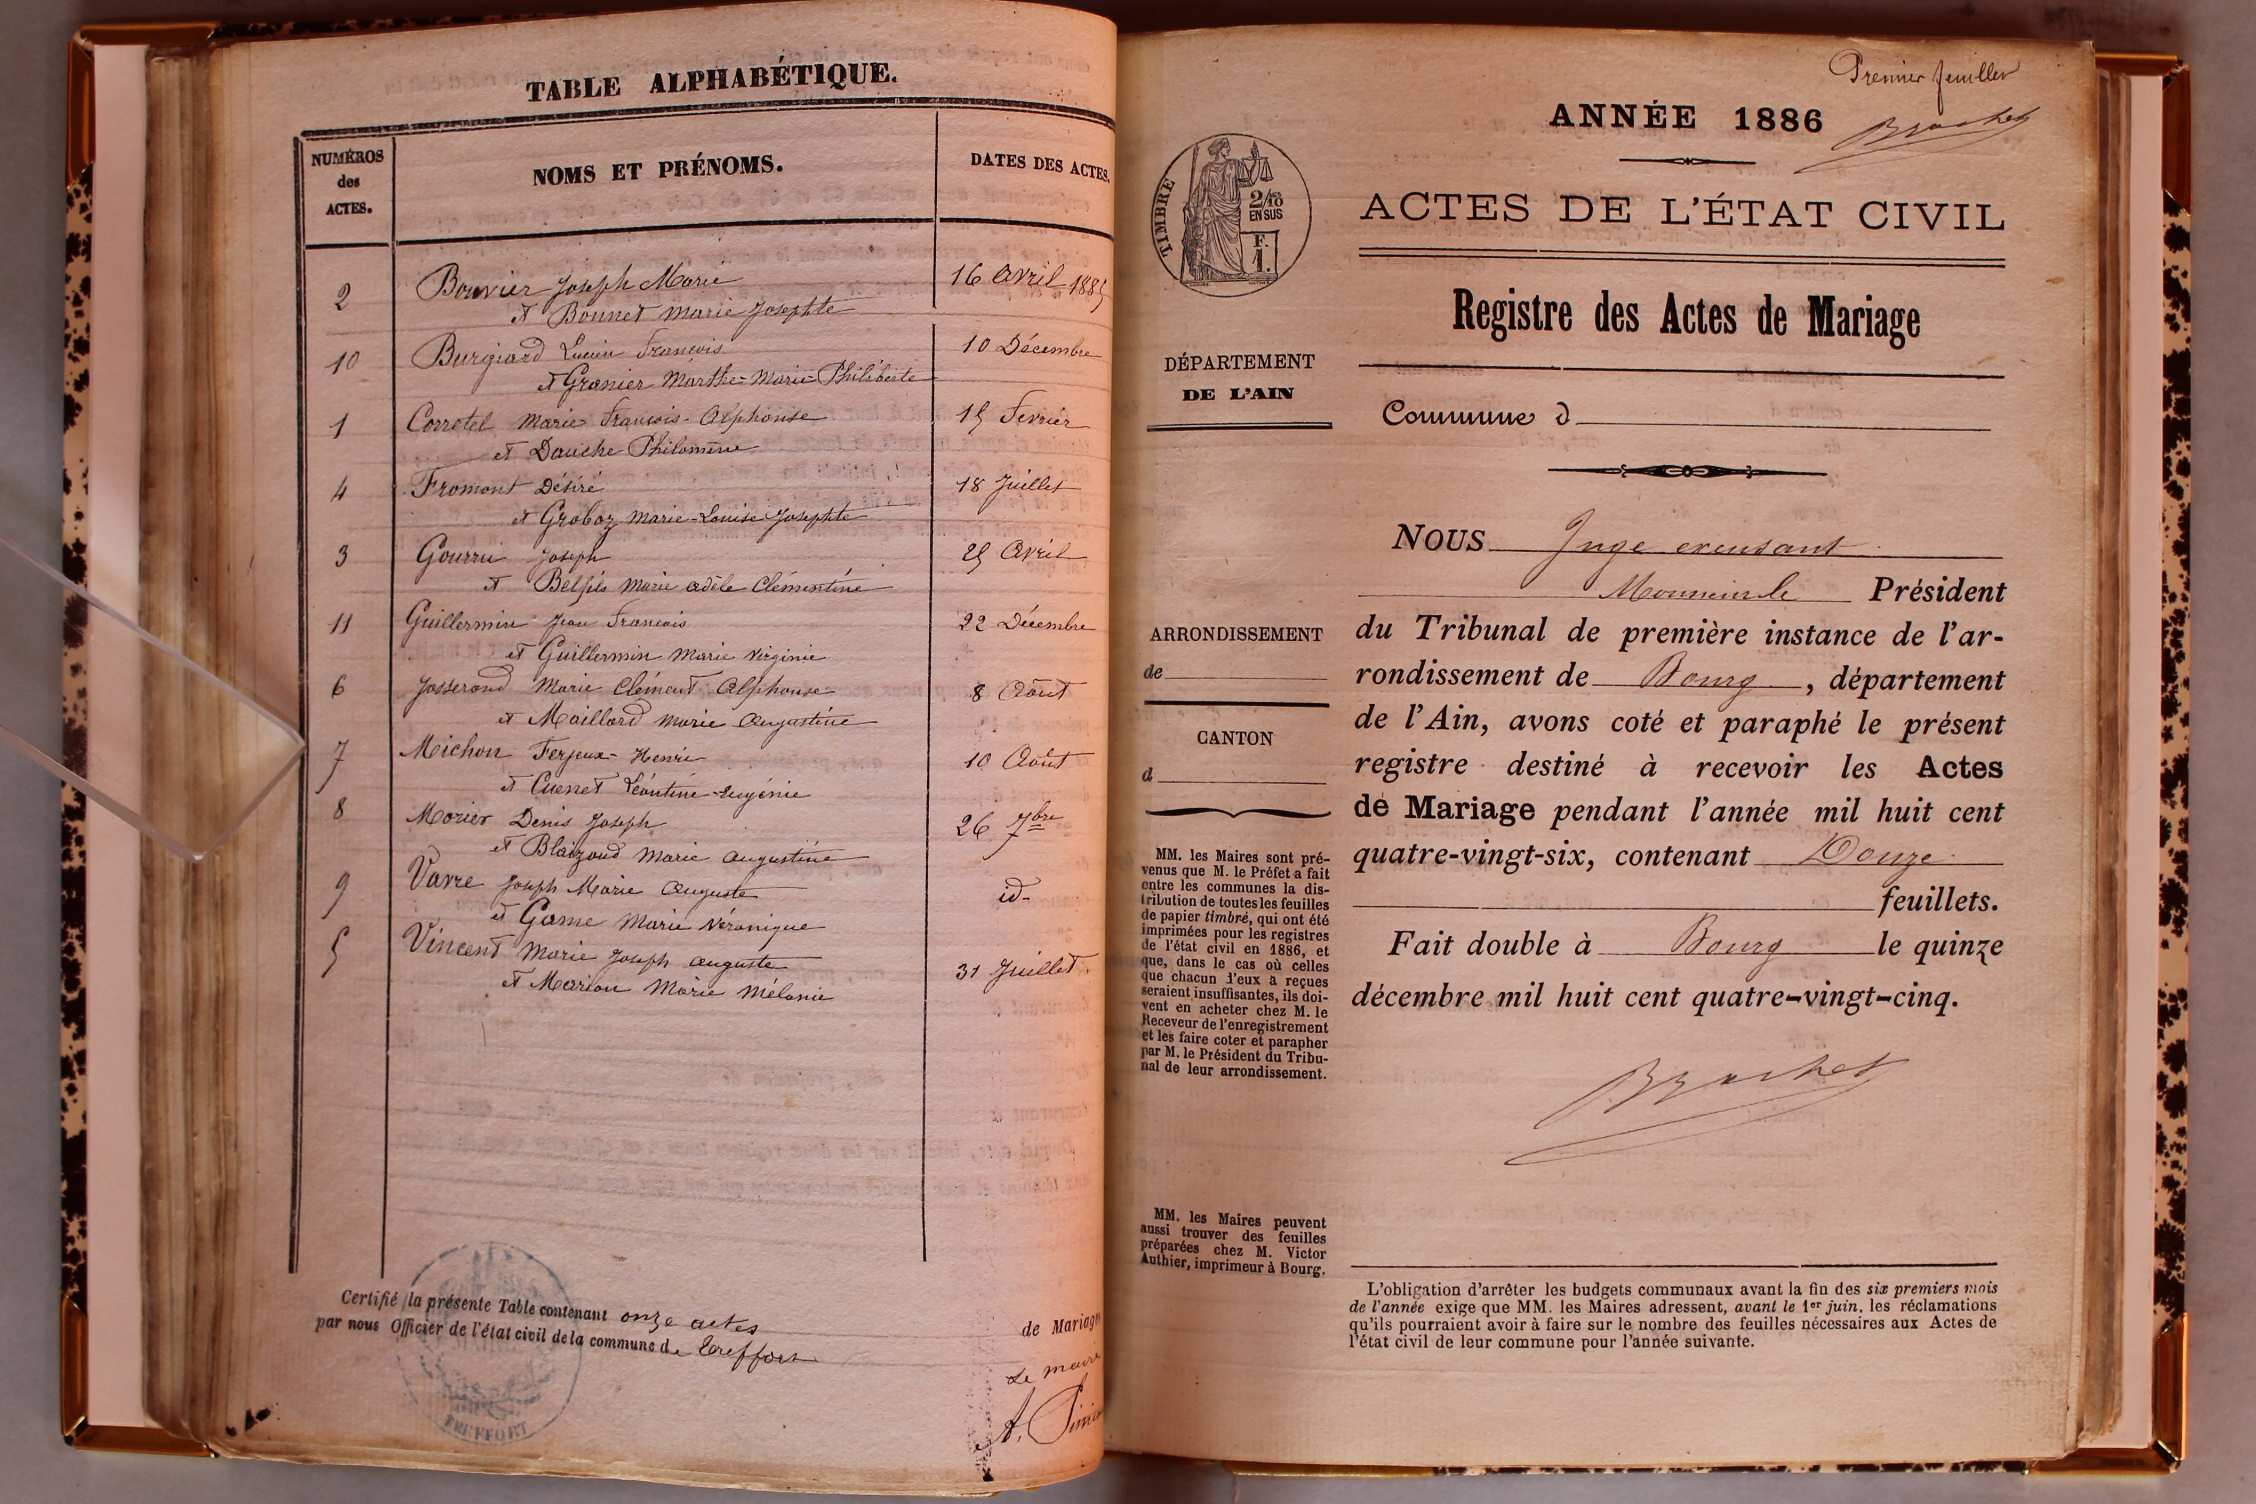 TABLE ALPHABÉTIQUE.
NUMÉROS
des
ACTES.
NOMS ET PRÉNOMS.
DATES DES ACTES.
2 Bouvier Joseph Marie 16 Avril 1885
et Bonnet Marie Josephte
10 Burgiard Lucien François 10 Décembre
et Granier Marthe-Marie-Philiberte
1 Corretel Marie François-Alphonse 15 Fevrier
et Dauche Philomène
4 Fromont Désiré 18 Juillet
et Groboz Marie-Louise Josephte
3 Gourru Joseph 25 Avril
et Marie Adèle Clémentine
11 Guillermin Jean François 22 Décembre
et Guillermin Marie Virginie
6 Josserand Marie Clément Alphonse 8 Août
et Maillard Marie Augustine
7 Michon Ferjeux-Henri 10 Août
et Cuenet Léontine-Eugénie
8 Morier Denis Joseph 26 7bre
et Blaizoud Marie Augustine
9 Vavre Joseph Marie Auguste id-
et Game Marie Véronique
5 Vincent Marie Joseph Auguste 31 Juillet.
et Marion Marie Mélanie
Certifié la présente Table contenant onze actes de Mariage
par nous Officier de l'état civil de la commune de Treffort
Le maire
TREFFORT
Premier feuillet
ANNÉE 1886
Brachet
TIMBRE
2/10
EN SUS
F.
1.
ACTES DE L'ÉTAT CIVIL
Registre des Actes de Mariage
DÉPARTEMENT
DE L'AIN
Commune d
ARRONDISSEMENT
de
CANTON
d
MM. les Maires sont pré-
venus que M. le Préfet a fait
entre les communes la dis-
tribution de toutes les feuilles
de papier timbré, qui ont été
imprimées pour les registres
de l'état civil en 1886, et
que, dans le cas où celles
que chacun d'eux a reçues
seraient insuffisantes, ils doi-
vent en acheter chez M. le
Receveur de l'enregistrement
et les faire coter et parapher
par M. le Président du Tribu-
nal de leur arrondissement.
MM. les Maires peuvent
aussi trouver des feuilles
préparées chez M. Victor
Authier, imprimeur à Bourg.
NOUS Juge excusant
Monsieur le Président
du Tribunal de première instance de l'ar-
rondissement de Bourg, département
de l'Ain, avons coté et paraphé le présent
registre destiné à recevoir les Actes
de Mariage pendant l'année mil huit cent
quatre-vingt-six, contenant Douze
feuillets.
Fait double à Bourg le quinze
décembre mil huit cent quatre-vingt-cinq.
Brachet
L'obligation d'arrêter les budgets communaux avant la fin des six premiers mois
de l'année exige que MM. les Maires adressent, avant le 1er juin, les réclamations
qu'ils pourraient avoir à faire sur le nombre des feuilles nécessaires aux Actes de
l'état civil de leur commune pour l'année suivante.